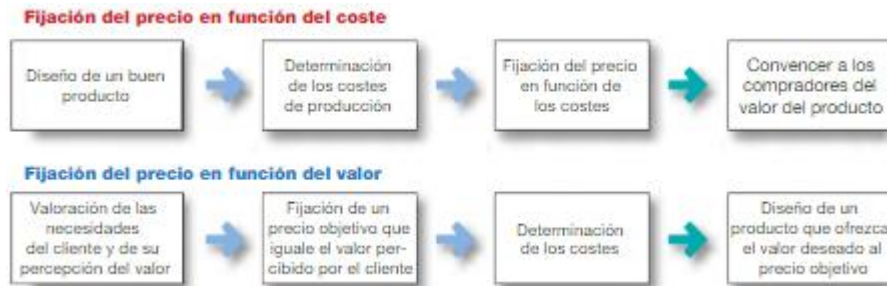 Fijación del precio en función del coste
Diseño de un buen
producto
Determinación
de los costes
de producción
Fijación del precio
en función de
los costes
Convencer a los
compradores del
valor del producto
Fijación del precio en función del valor
Valoración de las
necesidades
del cliente y de su
percepción del valor
Fijación de un
precio objetivo que
iguale el valor per-
cibido por el cliente
Determinación
de los costes
Diseño de un
producto que ofrezca
el valor deseado al
precio objetivo